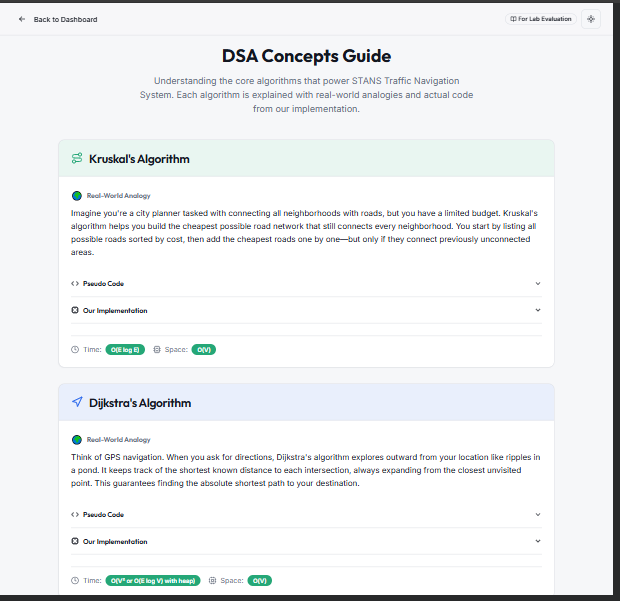 Back to Dashboard
For Lab Evaluation
DSA Concepts Guide
Understanding the core algorithms that power STANS Traffic Navigation
System. Each algorithm is explained with real-world analogies and actual code
from our implementation.
Kruskal's Algorithm
Real-World Analogy
Imagine you're a city planner tasked with connecting all neighborhoods with roads, but you have a limited budget. Kruskal's
algorithm helps you build the cheapest possible road network that still connects every neighborhood. You start by listing all
possible roads sorted by cost, then add the cheapest roads one by one—but only if they connect previously unconnected
areas.
Pseudo Code
Our Implementation
Time: O(E log E) Space: O(V)
Dijkstra's Algorithm
Real-World Analogy
Think of GPS navigation. When you ask for directions, Dijkstra's algorithm explores outward from your location like ripples in
a pond. It keeps track of the shortest known distance to each intersection, always expanding from the closest unvisited
point. This guarantees finding the absolute shortest path to your destination.
Pseudo Code
Our Implementation
Time: O(V² or O(E log V) with heap) Space: O(V)